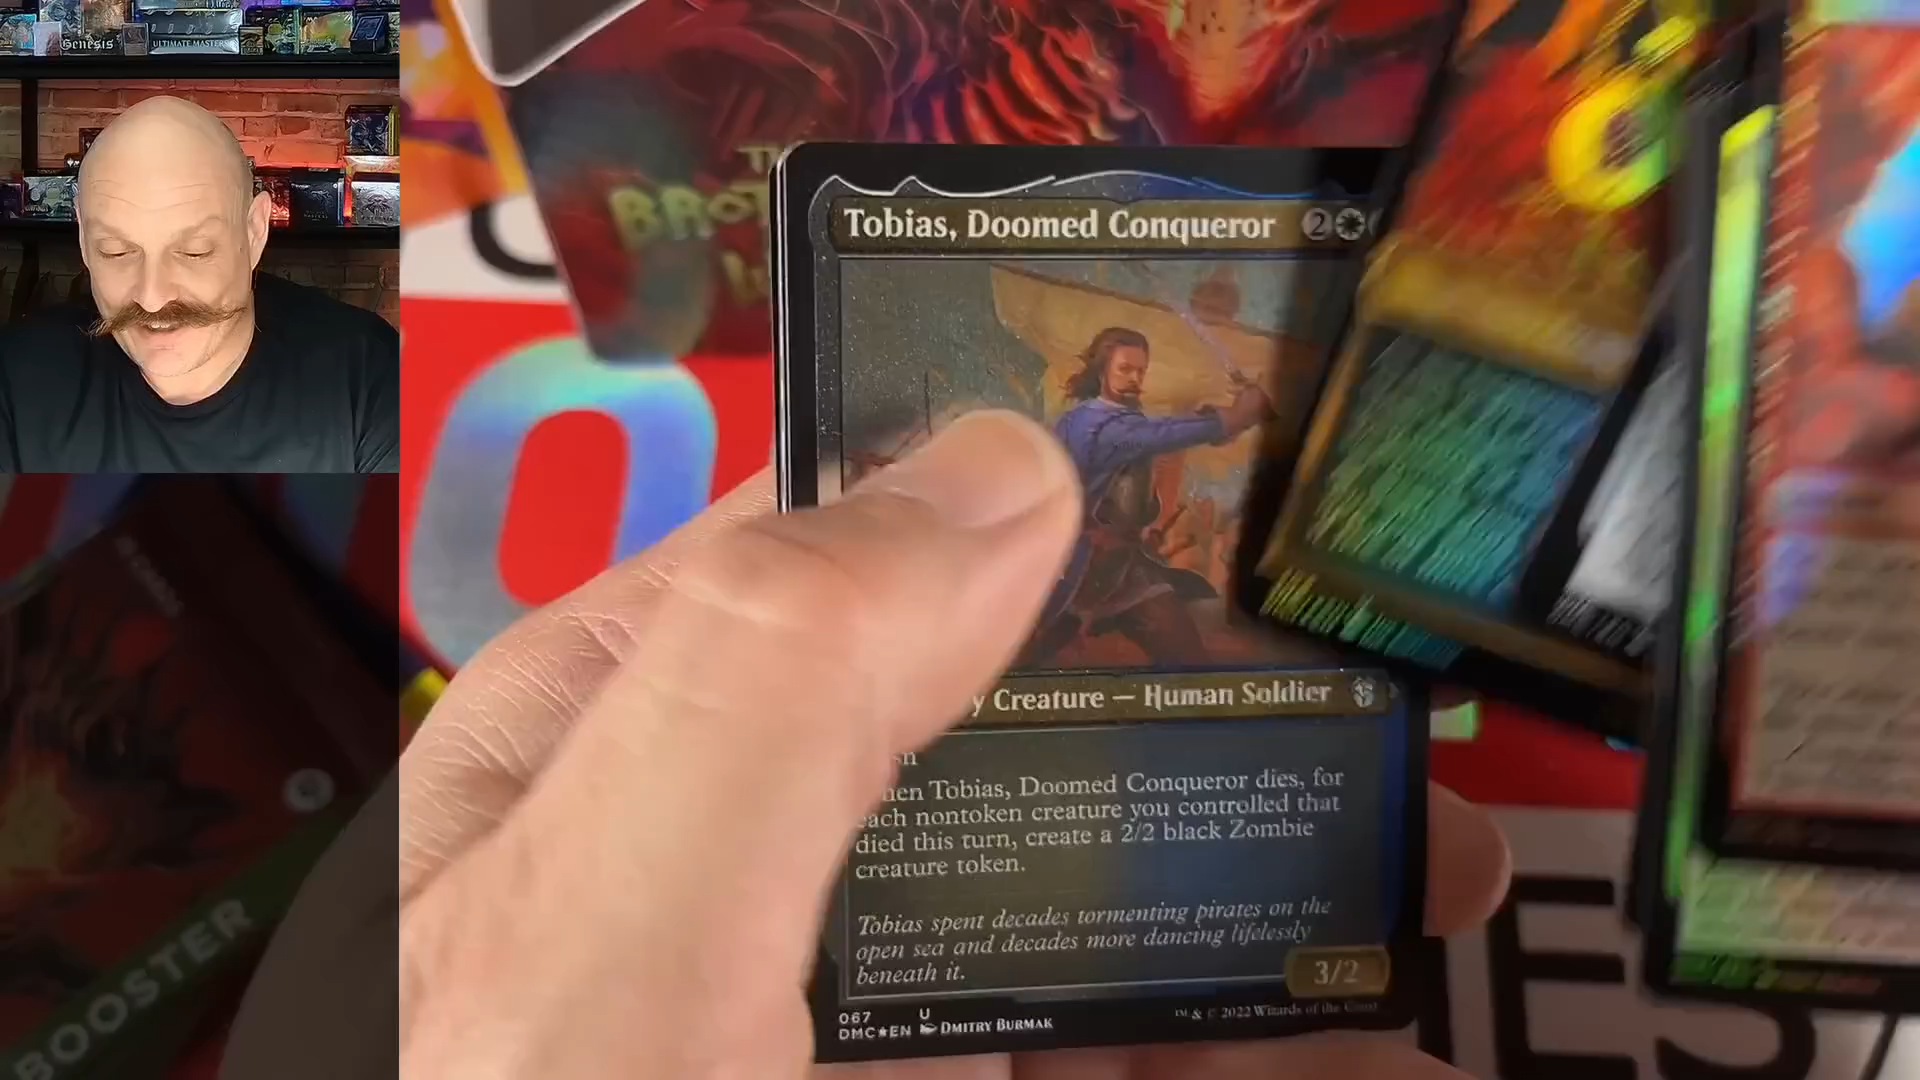 Genesis
ULTIMATE MASTERS
BOOSTER
Tobias, Doomed Conqueror 2
Creature — Human Soldier
Tobias, Doomed Conqueror dies, for
each nontoken creature you controlled that
died this turn, create a 2/2 black Zombie
creature token.
Tobias spent decades tormenting pirates on the
open sea and decades more dancing lifelessly
beneath it.
3/2
067 U
DMC★EN DMITRY BURMAK
™ & © 2022 Wizards of the Coast